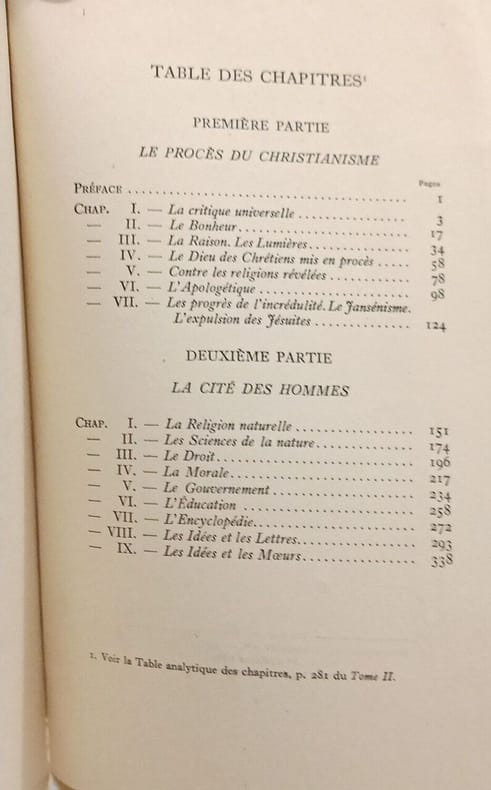 TABLE DES CHAPITRES¹
PREMIÈRE PARTIE
LE PROCÈS DU CHRISTIANISME
Pages
PRÉFACE ........................................ 1
CHAP. I. — La critique universelle ................ 3
— II. — Le Bonheur......................... 17
— III. — La Raison. Les Lumières............... 34
— IV. — Le Dieu des Chrétiens mis en procès ..... 58
— V. — Contre les religions révélées ............ 78
— VI. — L'Apologétique ...................... 98
— VII. — Les progrès de l'incrédulité. Le Jansénisme.
L'expulsion des Jésuites .............. 124
DEUXIÈME PARTIE
LA CITÉ DES HOMMES
CHAP. I. — La Religion naturelle ................. 151
— II. — Les Sciences de la nature.............. 174
— III. — Le Droit............................ 196
— IV. — La Morale.......................... 217
— V. — Le Gouvernement .................... 234
— VI. — L'Éducation ........................ 258
— VII. — L'Encyclopédie...................... 272
— VIII. — Les Idées et les Lettres................ 293
— IX. — Les Idées et les Mœurs................ 338
1. Voir la Table analytique des chapitres, p. 281 du Tome II.